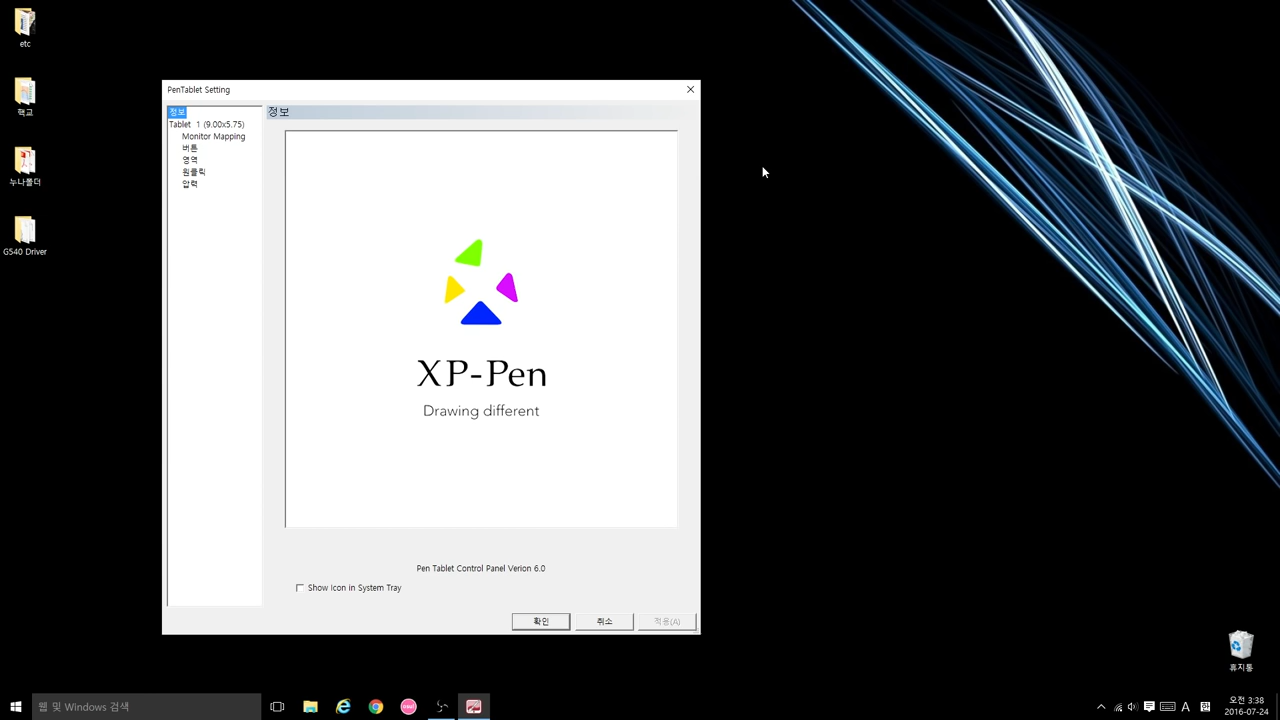 etc
학교
누나폴더
G540 Driver
PenTablet Setting
정보
Tablet 1 (9.00x5.75)
Monitor Mapping
버튼
영역
원클릭
압력
정보
XP-Pen
Drawing different
Pen Tablet Control Panel Verion 6.0
Show Icon in System Tray
확인
취소
적용(A)
휴지통
웹 및 Windows 검색
osu!
A
오전 3:38
2016-07-24